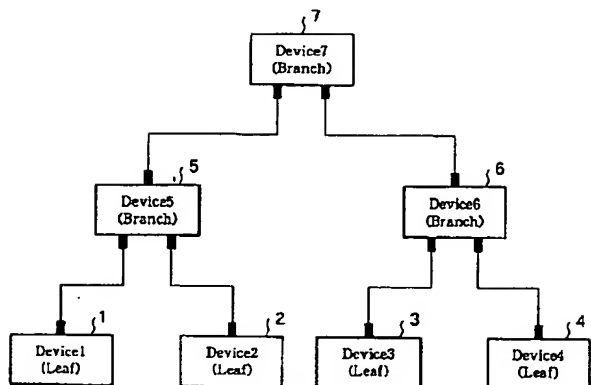 7
Device7
(Branch)
5
Device5
(Branch)
6
Device6
(Branch)
1
Device1
(Leaf)
2
Device2
(Leaf)
3
Device3
(Leaf)
4
Device4
(Leaf)